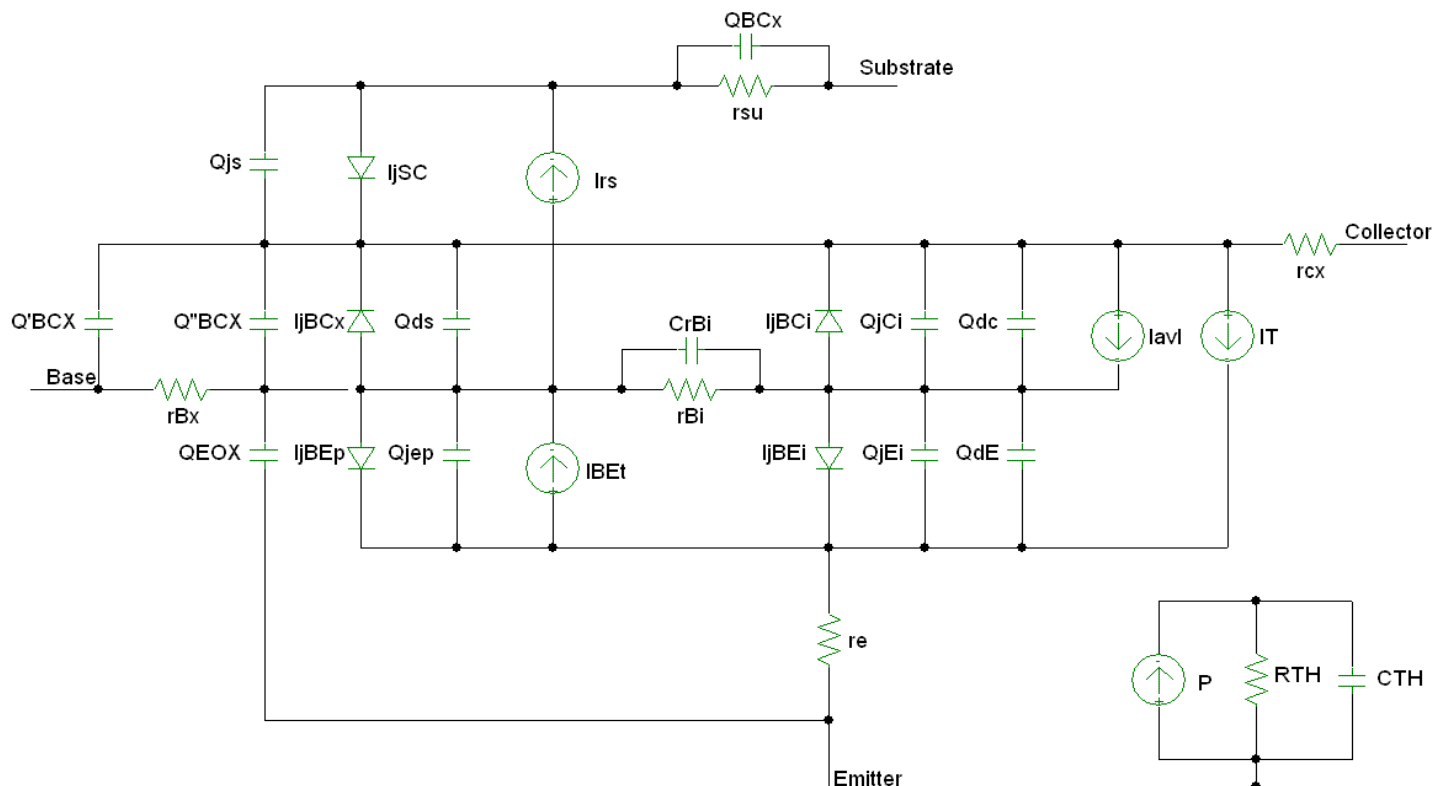 QBCx
Substrate
rsu
Qjs
IjSC
Irs
Collector
rcx
Q'BCX
Q"BCX
IjBCx
Qds
CrBi
IjBCi
QjCi
Qdc
Iavl
IT
Base
rBx
rBi
QEOX
IjBEp
Qjep
IBEt
IjBEi
QjEi
QdE
re
P
RTH
CTH
Emitter